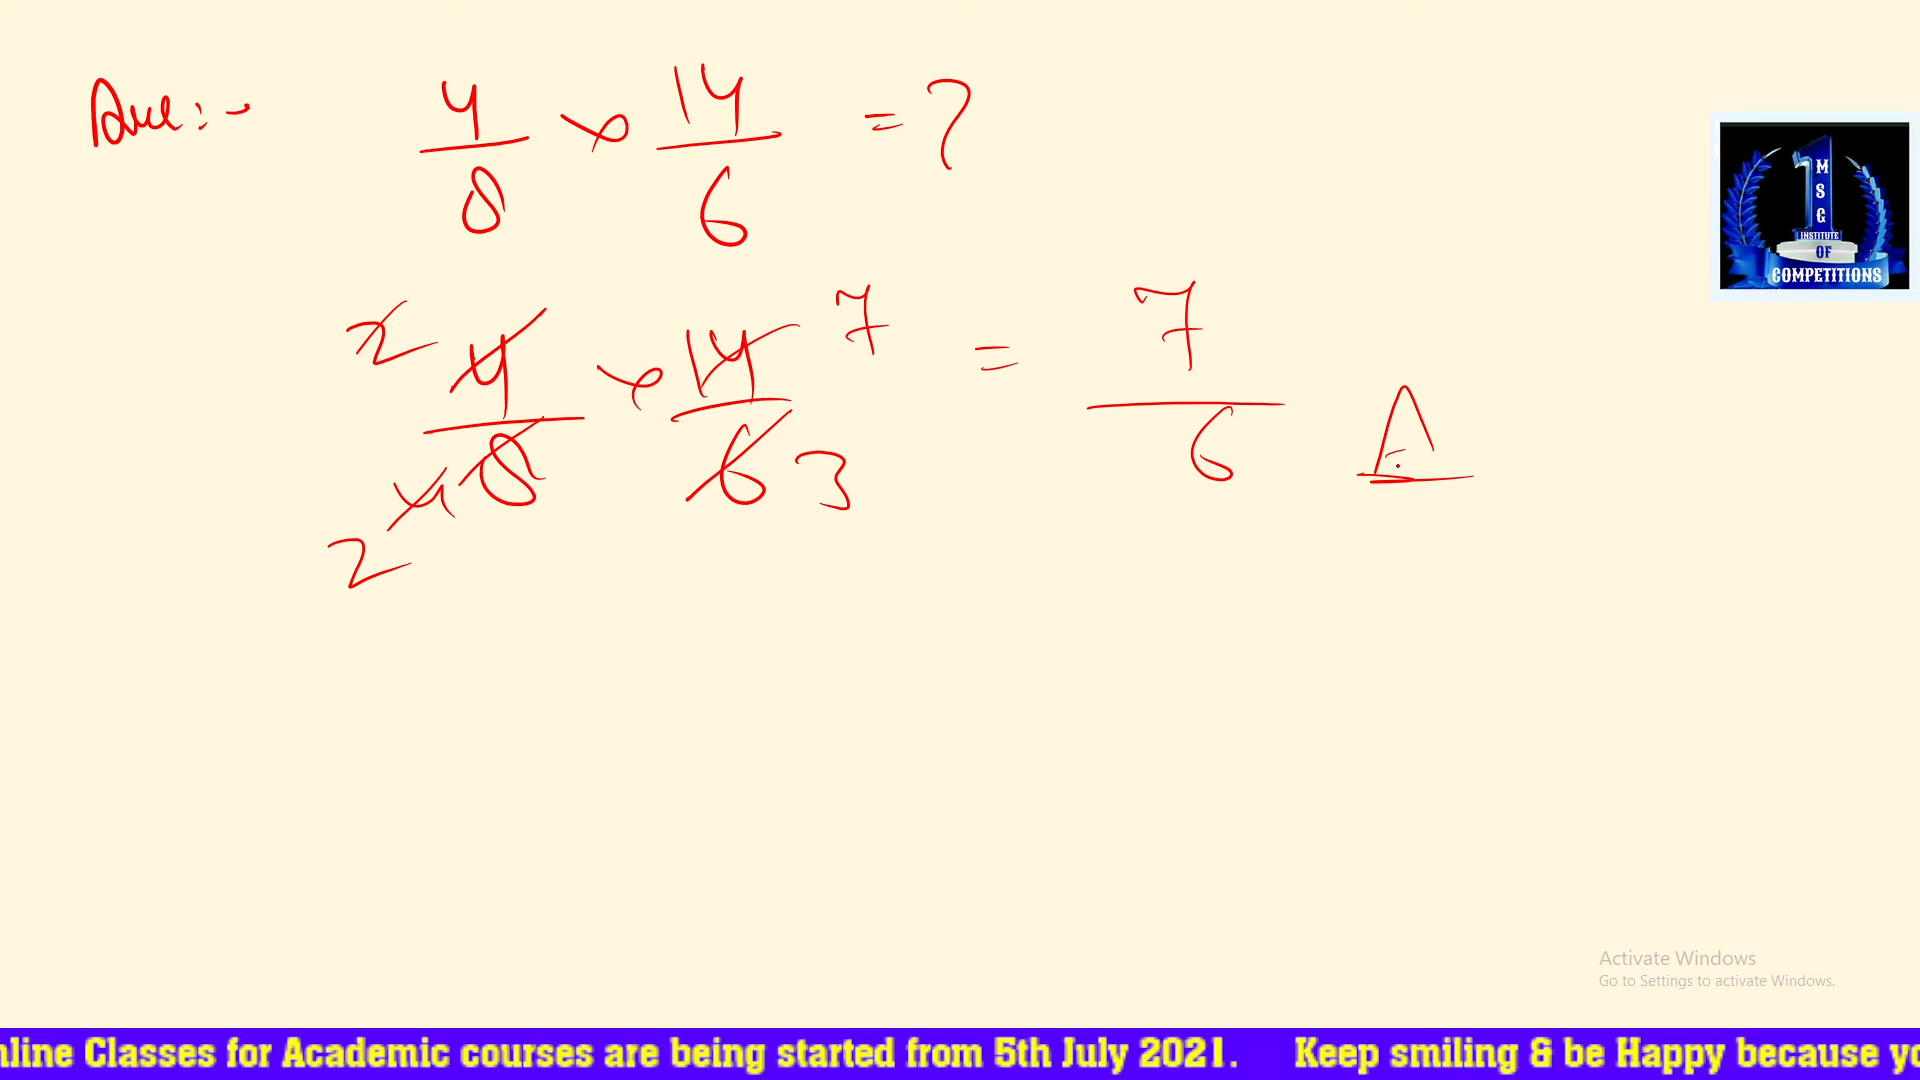 Que:-
4/8 × 14/6 = ?
2 4/8 × 14/6 7 = 7/6 A
4 3
2
1
M
S
G
INSTITUTE
OF
COMPETITIONS
Activate Windows
Go to Settings to activate Windows.
nline Classes for Academic courses are being started from 5th July 2021. Keep smiling & be Happy because yo